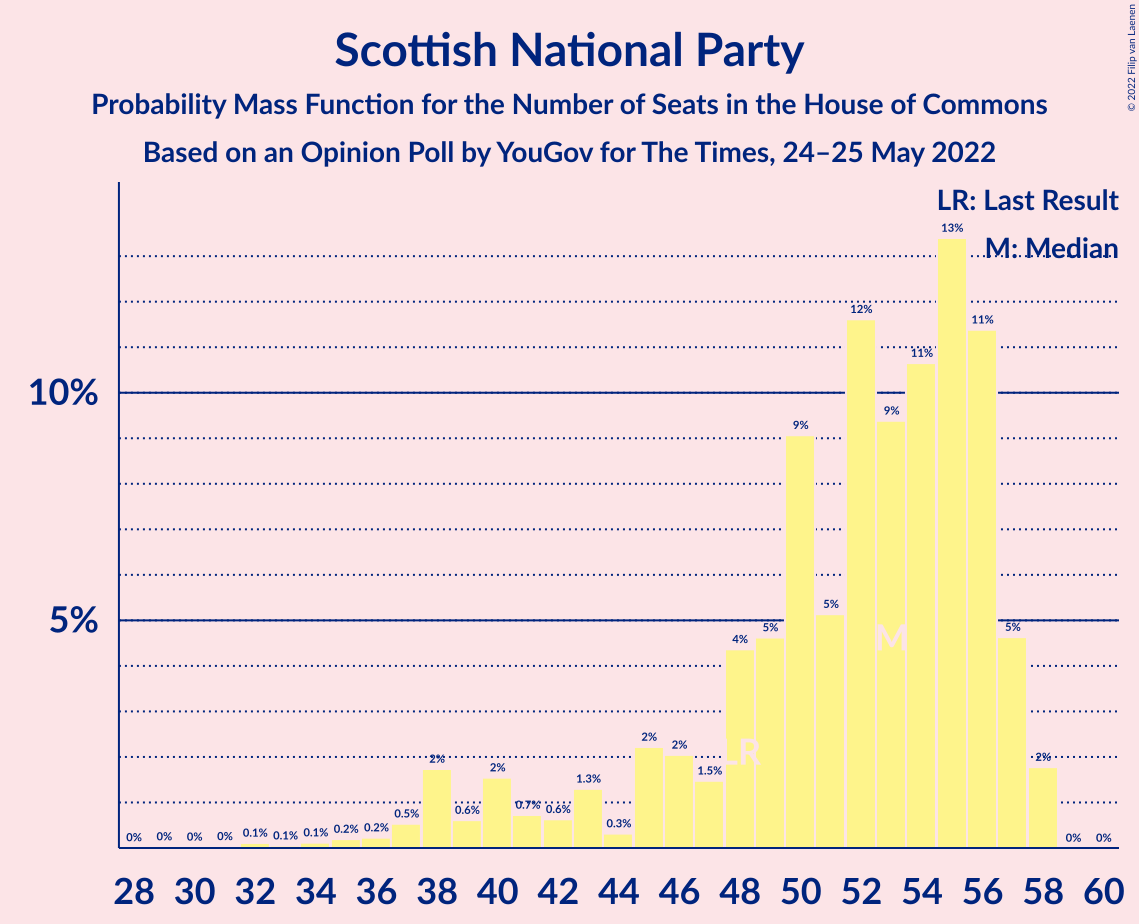 Scottish National Party
Probability Mass Function for the Number of Seats in the House of Commons
Based on an Opinion Poll by YouGov for The Times, 24–25 May 2022
© 2022 Filip van Laenen
LR: Last Result
M: Median
10%
5%
0% 0% 0% 0% 0.1% 0.1% 0.1% 0.2% 0.2% 0.5% 2% 0.6% 2% 0.7% 0.6% 1.3% 0.3% 2% 2% 1.5% 4% 5% 9% 5% 12% 9% 11% 13% 11% 5% 2% 0% 0%
M
LR
28 30 32 34 36 38 40 42 44 46 48 50 52 54 56 58 60